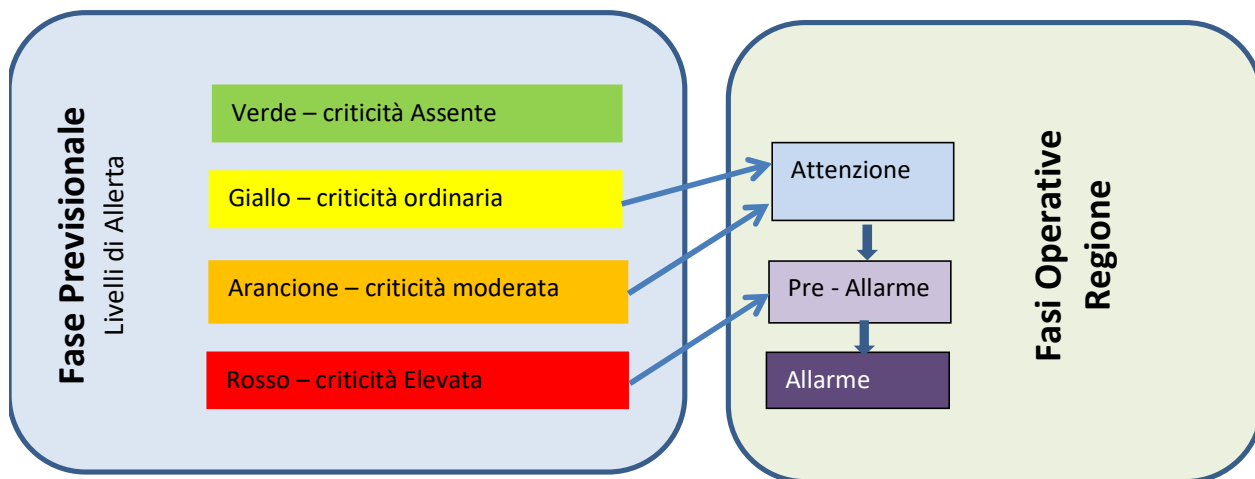 Fase Previsionale
Livelli di Allerta
Verde – criticità Assente
Giallo – criticità ordinaria
Arancione – criticità moderata
Rosso – criticità Elevata
Attenzione
Pre - Allarme
Allarme
Fasi Operative
Regione